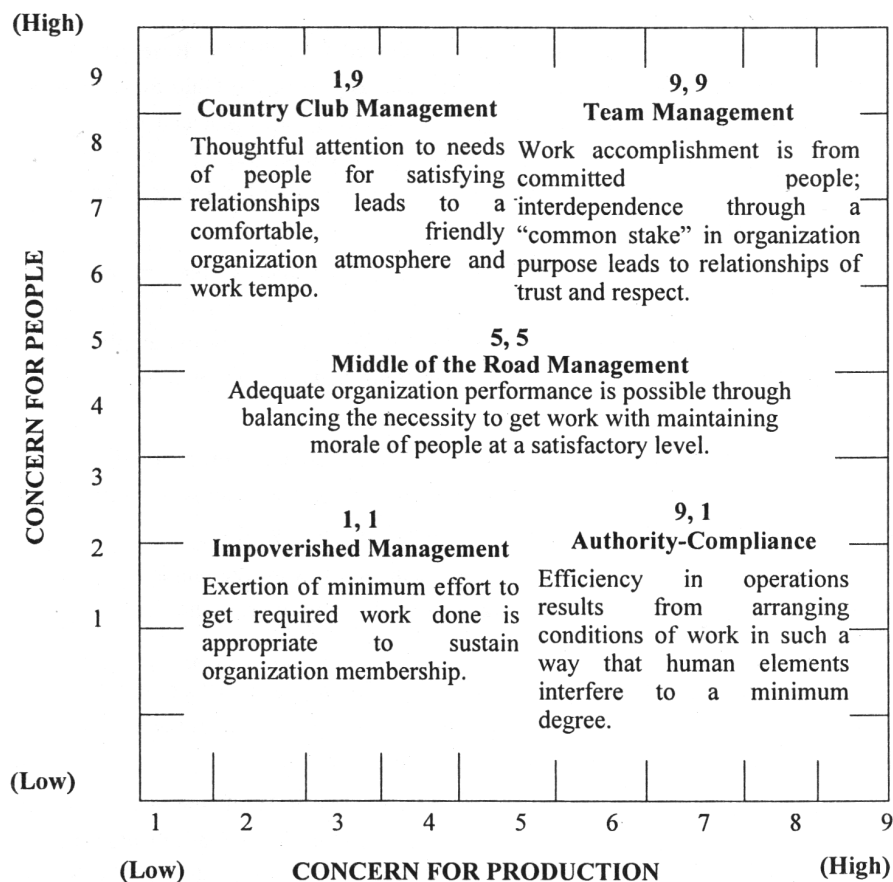 (High)
9
8
7
6
5
4
3
2
1
(Low)
CONCERN FOR PEOPLE
1,9
Country Club Management
Thoughtful attention to needs
of people for satisfying
relationships leads to a
comfortable, friendly
organization atmosphere and
work tempo.
9, 9
Team Management
Work accomplishment is from
committed people;
interdependence through a
“common stake” in organization
purpose leads to relationships of
trust and respect.
5, 5
Middle of the Road Management
Adequate organization performance is possible through
balancing the necessity to get work with maintaining
morale of people at a satisfactory level.
1, 1
Impoverished Management
Exertion of minimum effort to
get required work done is
appropriate to sustain
organization membership.
9, 1
Authority-Compliance
Efficiency in operations
results from arranging
conditions of work in such a
way that human elements
interfere to a minimum
degree.
1 2 3 4 5 6 7 8 9
(Low) CONCERN FOR PRODUCTION (High)